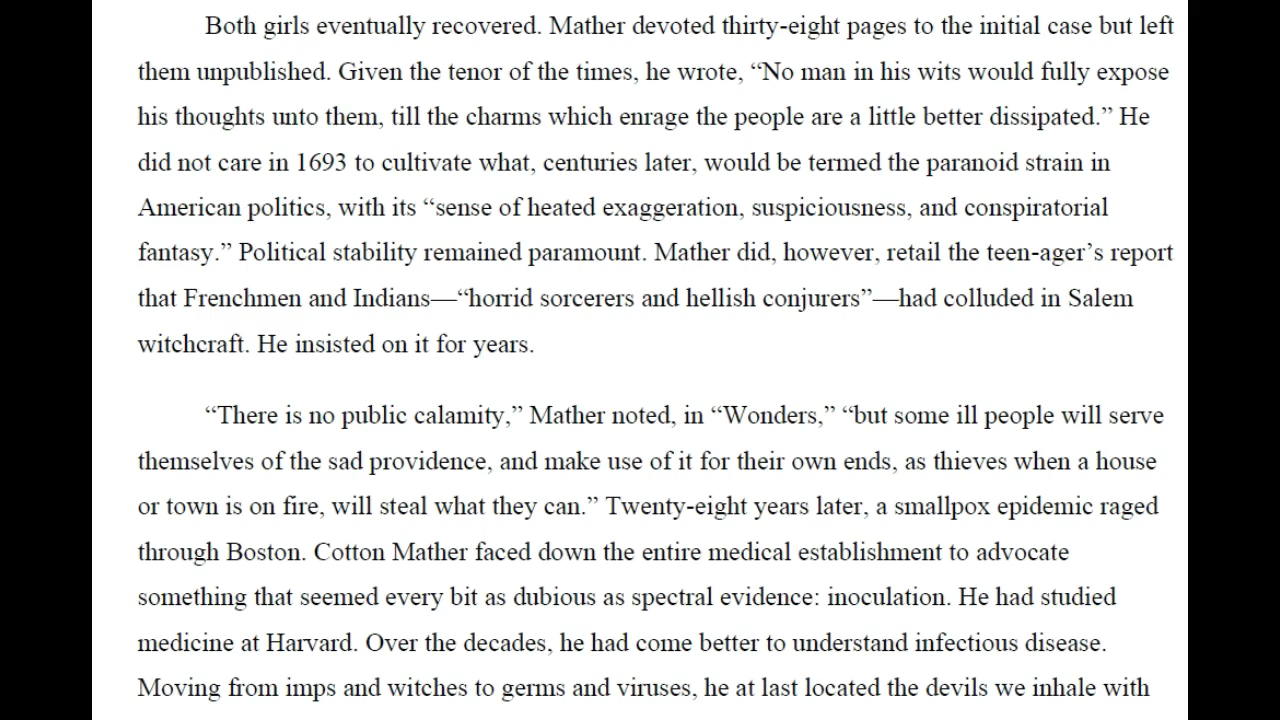 Both girls eventually recovered. Mather devoted thirty-eight pages to the initial case but left
them unpublished. Given the tenor of the times, he wrote, “No man in his wits would fully expose
his thoughts unto them, till the charms which enrage the people are a little better dissipated.” He
did not care in 1693 to cultivate what, centuries later, would be termed the paranoid strain in
American politics, with its “sense of heated exaggeration, suspiciousness, and conspiratorial
fantasy.” Political stability remained paramount. Mather did, however, retail the teen-ager’s report
that Frenchmen and Indians—“horrid sorcerers and hellish conjurers”—had colluded in Salem
witchcraft. He insisted on it for years.
“There is no public calamity,” Mather noted, in “Wonders,” “but some ill people will serve
themselves of the sad providence, and make use of it for their own ends, as thieves when a house
or town is on fire, will steal what they can.” Twenty-eight years later, a smallpox epidemic raged
through Boston. Cotton Mather faced down the entire medical establishment to advocate
something that seemed every bit as dubious as spectral evidence: inoculation. He had studied
medicine at Harvard. Over the decades, he had come better to understand infectious disease.
Moving from imps and witches to germs and viruses, he at last located the devils we inhale with